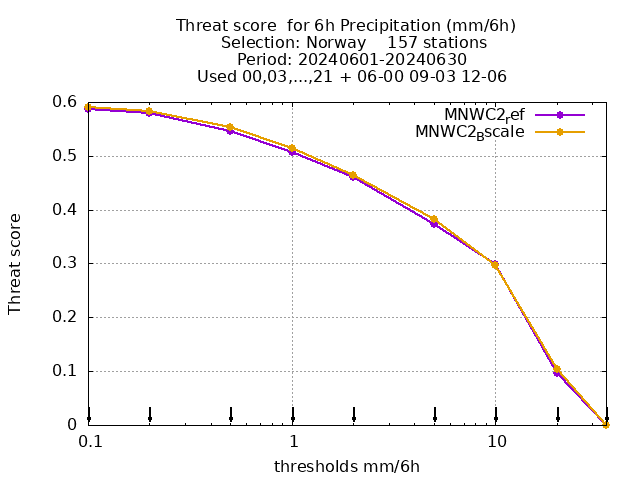 Threat score  for 6h Precipitation (mm/6h)
Selection: Norway    157 stations
Period: 20240601-20240630
Used 00,03,...,21 + 06-00 09-03 12-06
MNWC2ref
MNWC2Bscale
0.6
0.5
0.4
0.3
0.2
0.1
0
Threat score
0.1 1 10
thresholds mm/6h